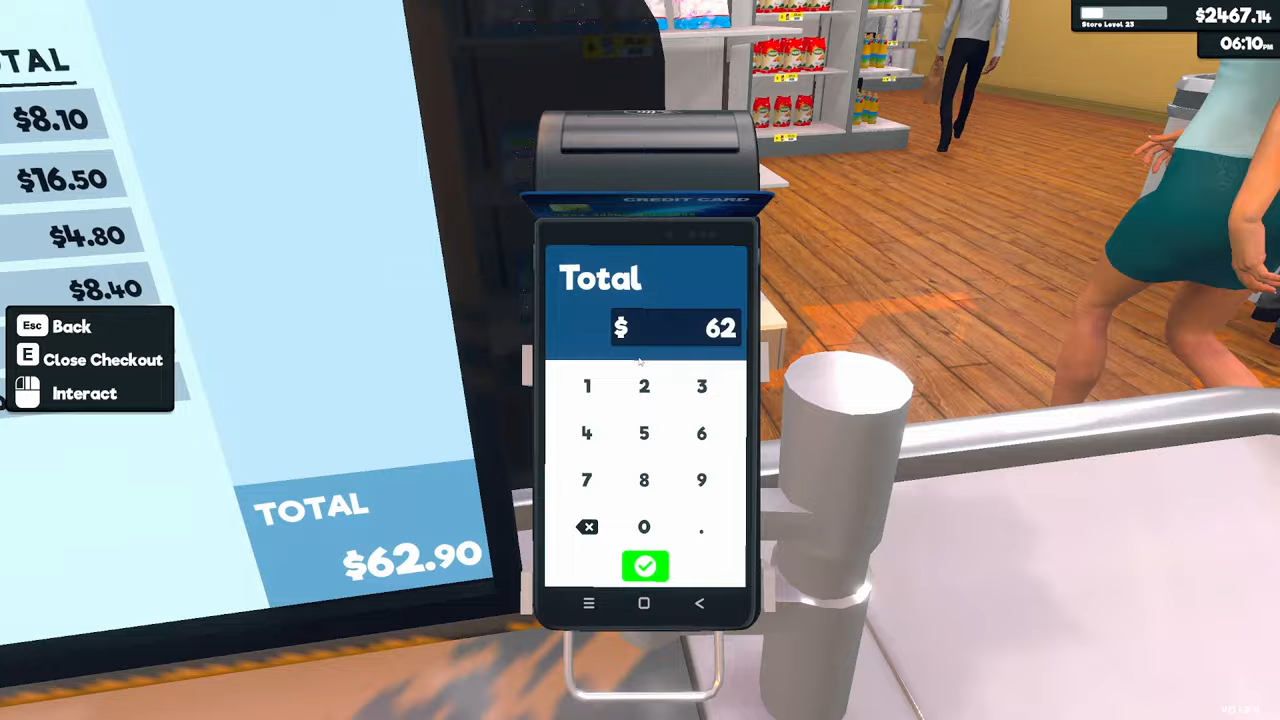 OTAL
$8.10
$16.50
$4.80
$8.40
Esc Back
E Close Checkout
Interact
TOTAL
$62.90
CREDIT CARD
Total
$ 62
1 2 3
4 5 6
7 8 9
0 .
$2467.14
Store Level 23
06:10PM